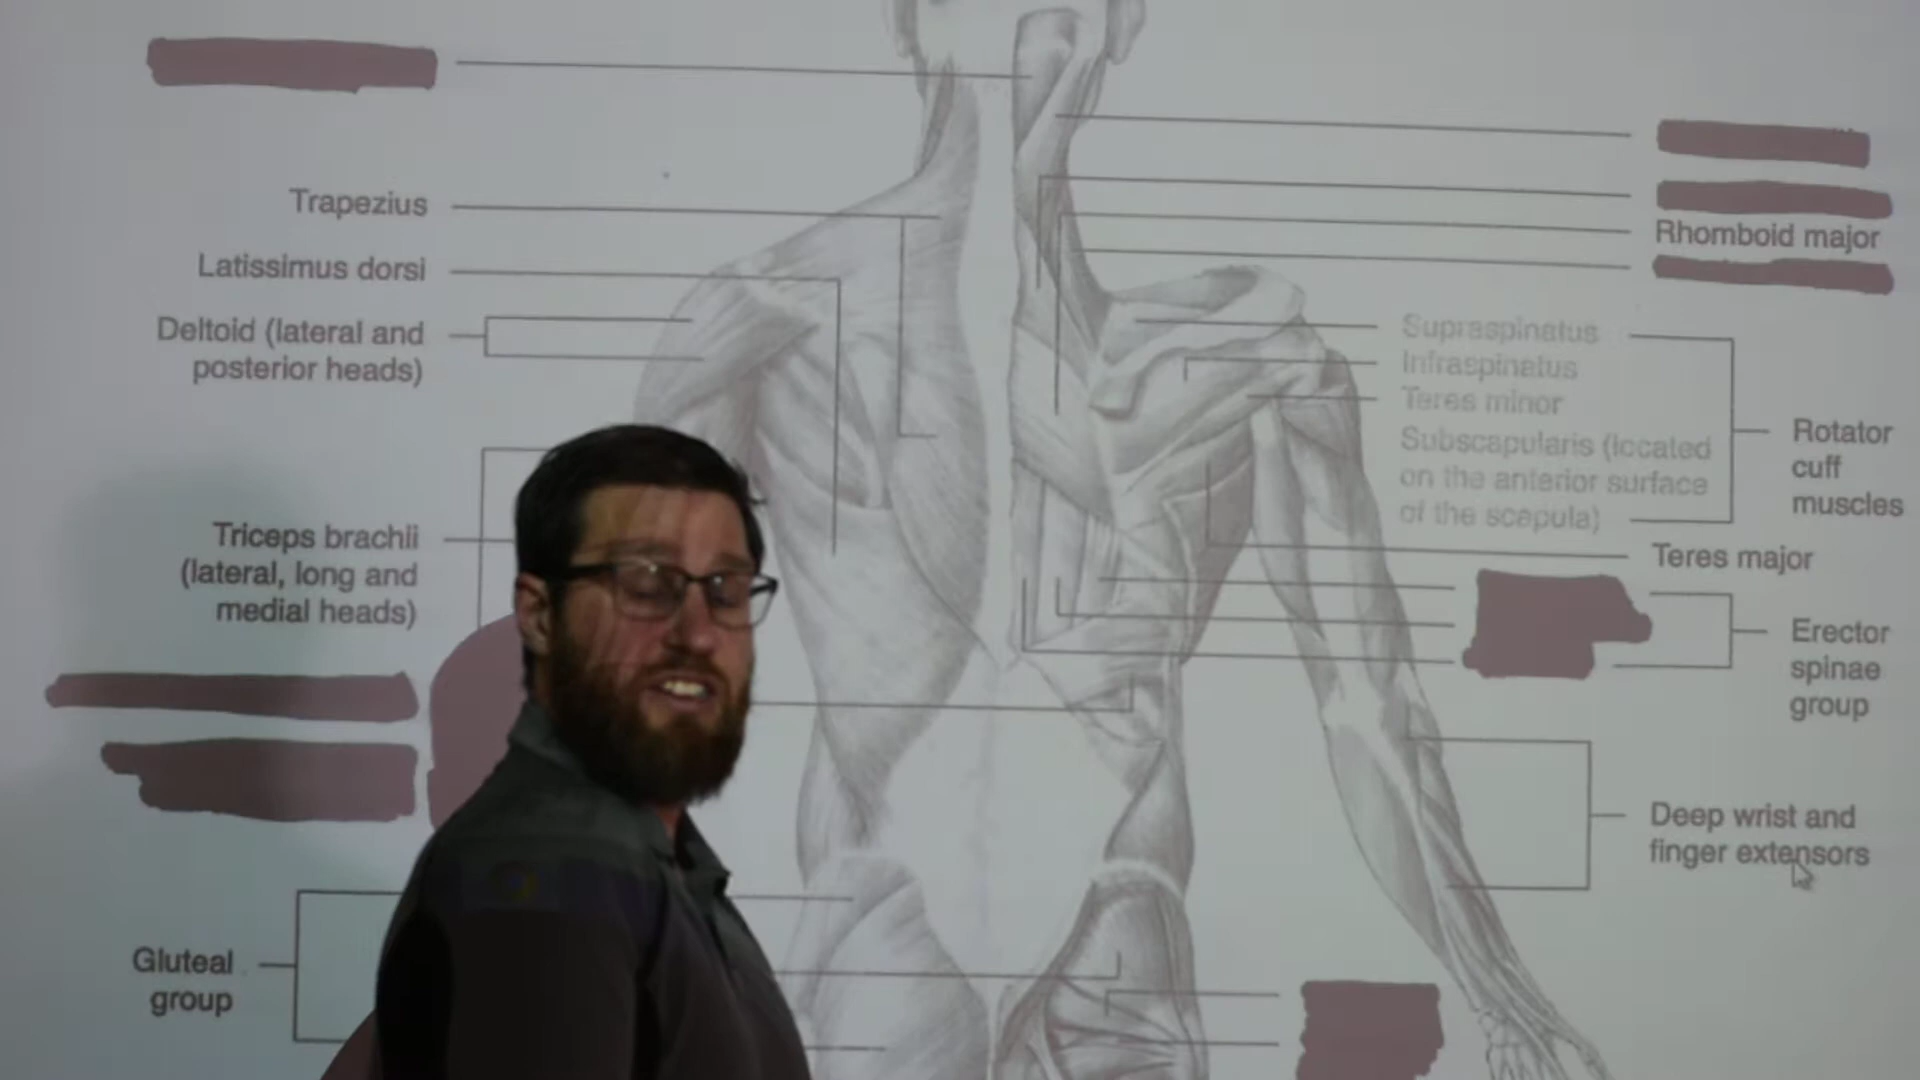 Trapezius
Latissimus dorsi
Deltoid (lateral and
posterior heads)
Triceps brachii
(lateral, long and
medial heads)
Gluteal
group
Rhomboid major
Supraspinatus
Infraspinatus
Teres minor
Subscapularis (located
on the anterior surface
of the scapula)
Rotator
cuff
muscles
Teres major
Erector
spinae
group
Deep wrist and
finger extensors